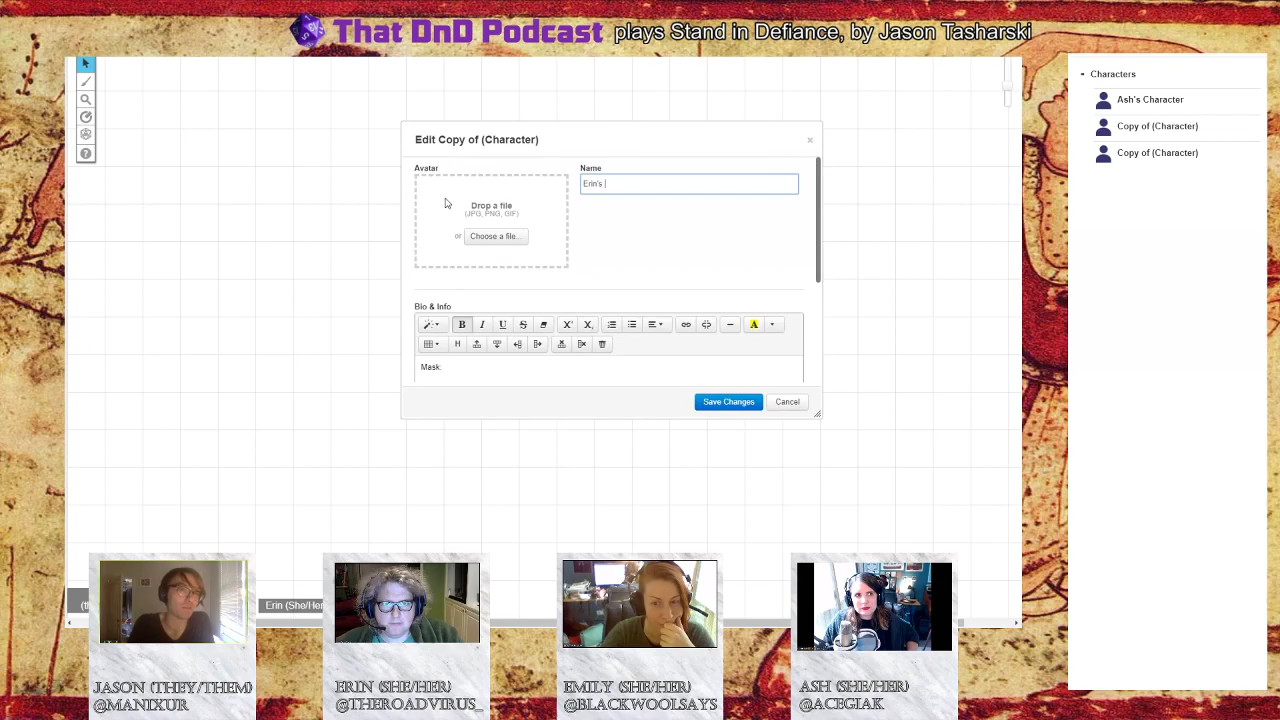 That DnD Podcast plays Stand in Defiance, by Jason Tasharski
Characters
Ash's Character
Copy of (Character)
Copy of (Character)
Edit Copy of (Character)
×
Avatar
Name
Drop a file
(JPG, PNG, GIF)
or Choose a file...
Erin's
Bio & Info
B I U S X' X,
H
A
Mask:
Save Changes
Cancel
Erin (She/Her
JASON (THEY/THEM)
@MANITUR
ERIN (SHE/HER)
@THEROADVIRUS_
EMILY (SHE/HER)
@BLACKWOOLSAYS
ASH (SHE/HER)
@ACEGIAK